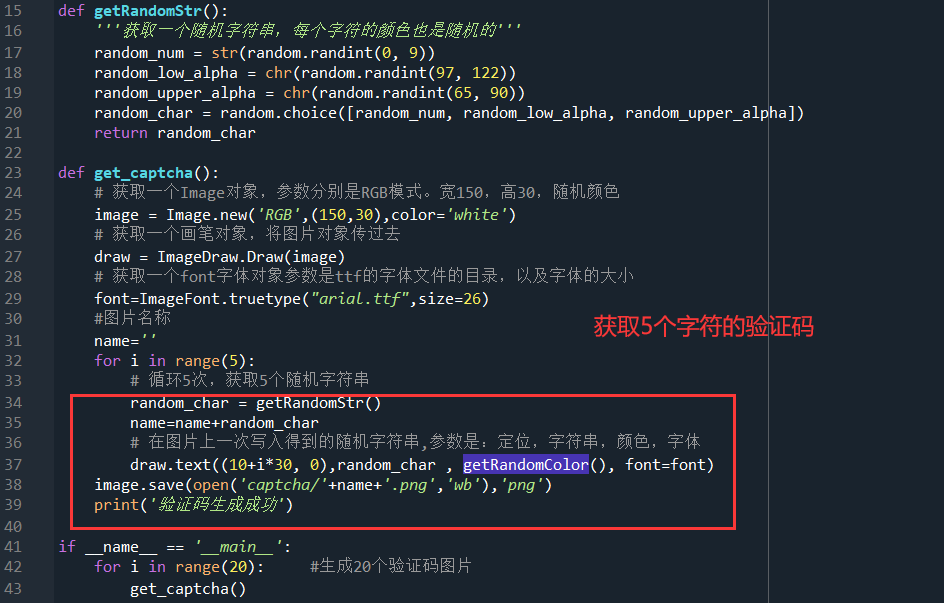 15 def getRandomStr():
16     '''获取一个随机字符串，每个字符的颜色也是随机的'''
17     random_num = str(random.randint(0, 9))
18     random_low_alpha = chr(random.randint(97, 122))
19     random_upper_alpha = chr(random.randint(65, 90))
20     random_char = random.choice([random_num, random_low_alpha, random_upper_alpha])
21     return random_char
22
23 def get_captcha():
24     # 获取一个Image对象，参数分别是RGB模式。宽150，高30，随机颜色
25     image = Image.new('RGB',(150,30),color='white')
26     # 获取一个画笔对象，将图片对象传过去
27     draw = ImageDraw.Draw(image)
28     # 获取一个font字体对象参数是ttf的字体文件的目录，以及字体的大小
29     font=ImageFont.truetype("arial.ttf",size=26)
30     #图片名称
获取5个字符的验证码
31     name=''
32     for i in range(5):
33         # 循环5次，获取5个随机字符串
34         random_char = getRandomStr()
35         name=name+random_char
36         # 在图片上一次写入得到的随机字符串,参数是：定位，字符串，颜色，字体
37         draw.text((10+i*30, 0),random_char , getRandomColor(), font=font)
38     image.save(open('captcha/'+name+'.png','wb'),'png')
39     print('验证码生成成功')
40
41 if __name__ == '__main__':
42     for i in range(20):     #生成20个验证码图片
43         get_captcha()